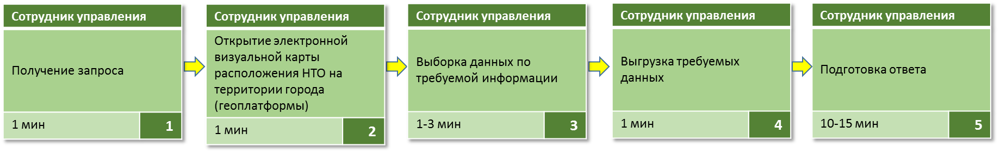 Сотрудник управления
Получение запроса
1 мин
1
Сотрудник управления
Открытие электронной
визуальной карты
расположения НТО на
территории города
(геоплатформы)
1 мин
2
Сотрудник управления
Выборка данных по
требуемой информации
1-3 мин
3
Сотрудник управления
Выгрузка требуемых
данных
1 мин
4
Сотрудник управления
Подготовка ответа
10-15 мин
5